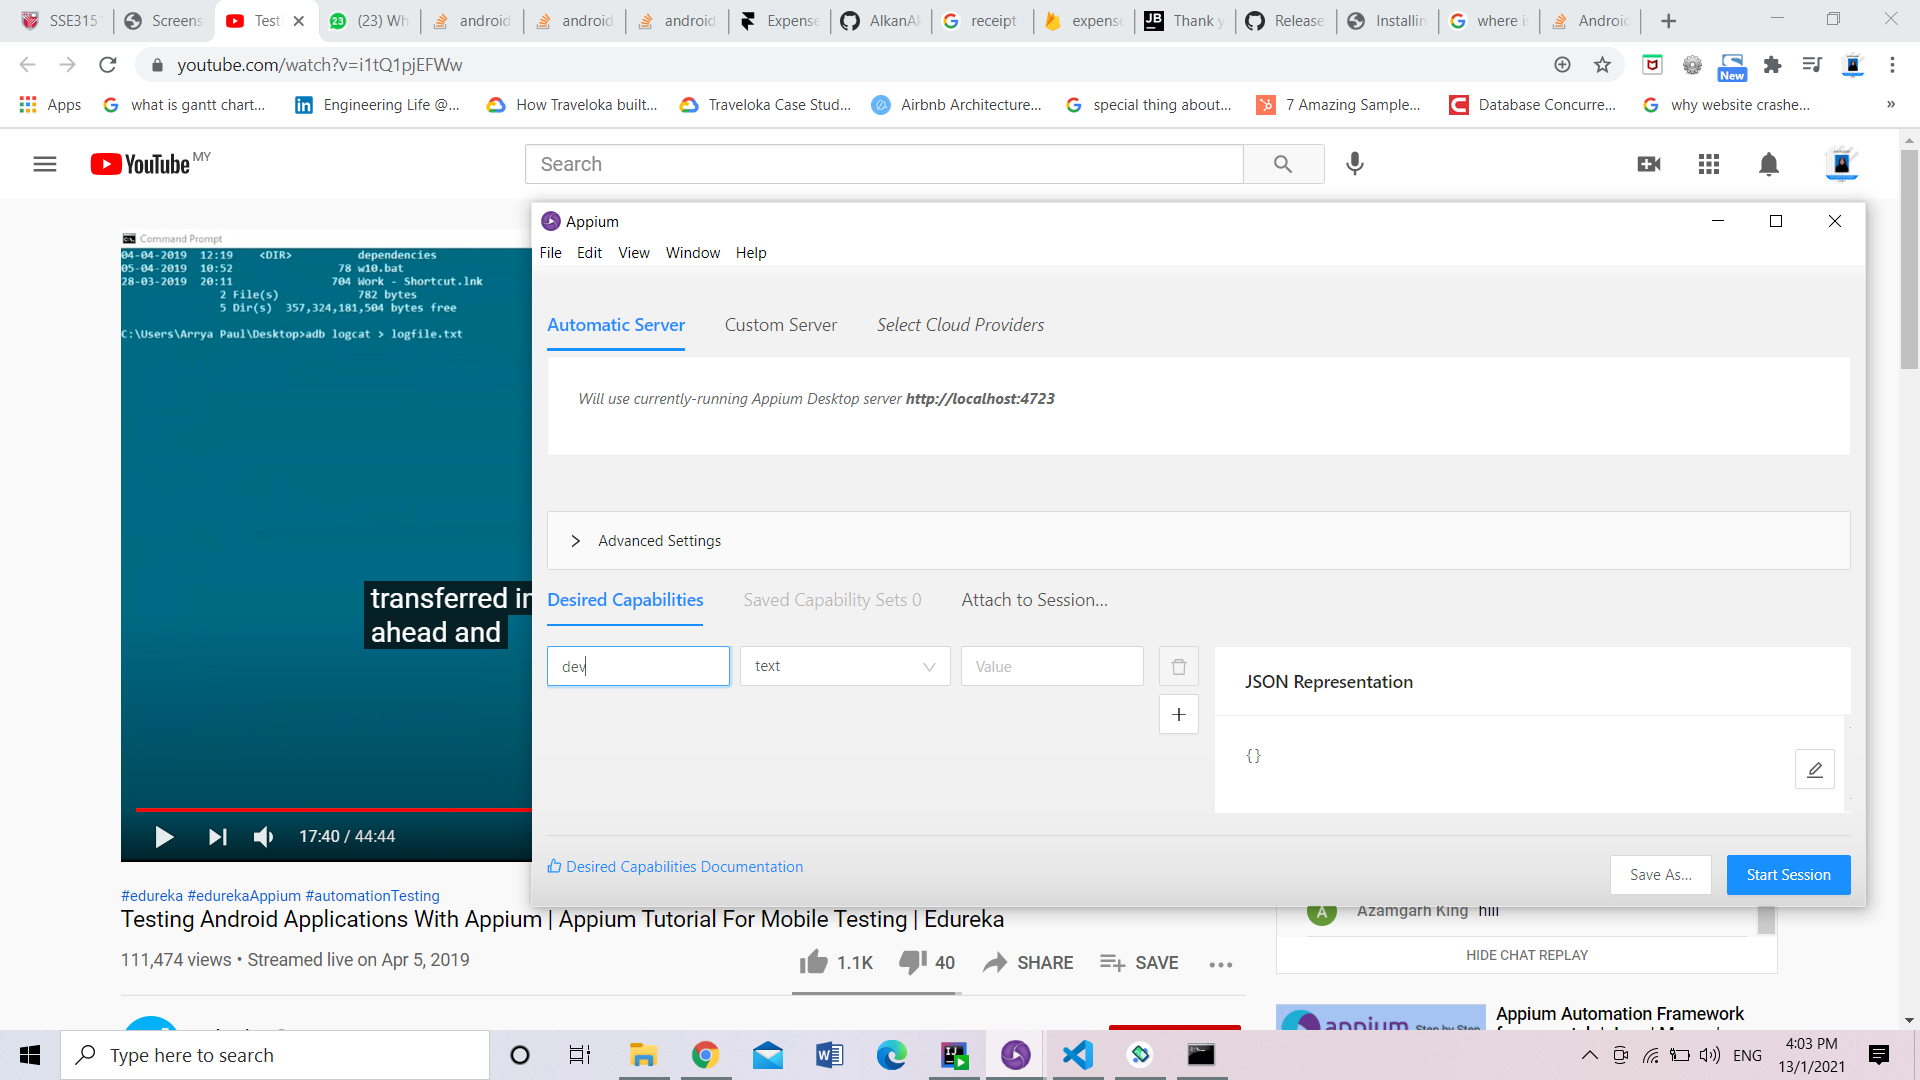 SSE315
Screens
Test
23
(23) Wh
android
android
android
Expense
AlkanAk
receipt
expense
JB
Thank y
Release
Installin
where i
Android
youtube.com/watch?v=i1tQ1pjEFWw
New
Apps
what is gantt chart...
Engineering Life @...
How Traveloka built...
Traveloka Case Stud...
Airbnb Architecture...
special thing about...
7 Amazing Sample...
Database Concurre...
why website crashe...
»
YouTube MY
Search
Command Prompt
04-04-2019 12:19 <DIR> dependencies
05-04-2019 10:52 78 w10.bat
28-03-2019 20:11 704 Work - Shortcut.lnk
2 File(s) 782 bytes
5 Dir(s) 357,324,181,504 bytes free
C:\Users\Arrya Paul\Desktop>adb logcat > logfile.txt
transferred in
ahead and
17:40 / 44:44
Appium
File Edit View Window Help
Automatic Server
Custom Server
Select Cloud Providers
Will use currently-running Appium Desktop server http://localhost:4723
Advanced Settings
Desired Capabilities
Saved Capability Sets 0
Attach to Session...
dev
text
Value
JSON Representation
{}
Desired Capabilities Documentation
Save As...
Start Session
#edureka #edurekaAppium #automationTesting
Testing Android Applications With Appium | Appium Tutorial For Mobile Testing | Edureka
111,474 views • Streamed live on Apr 5, 2019
1.1K
40
SHARE
SAVE
A
Azamgarh King hiii
HIDE CHAT REPLAY
appium
Step by Step
Appium Automation Framework
Type here to search
ENG
4:03 PM
13/1/2021